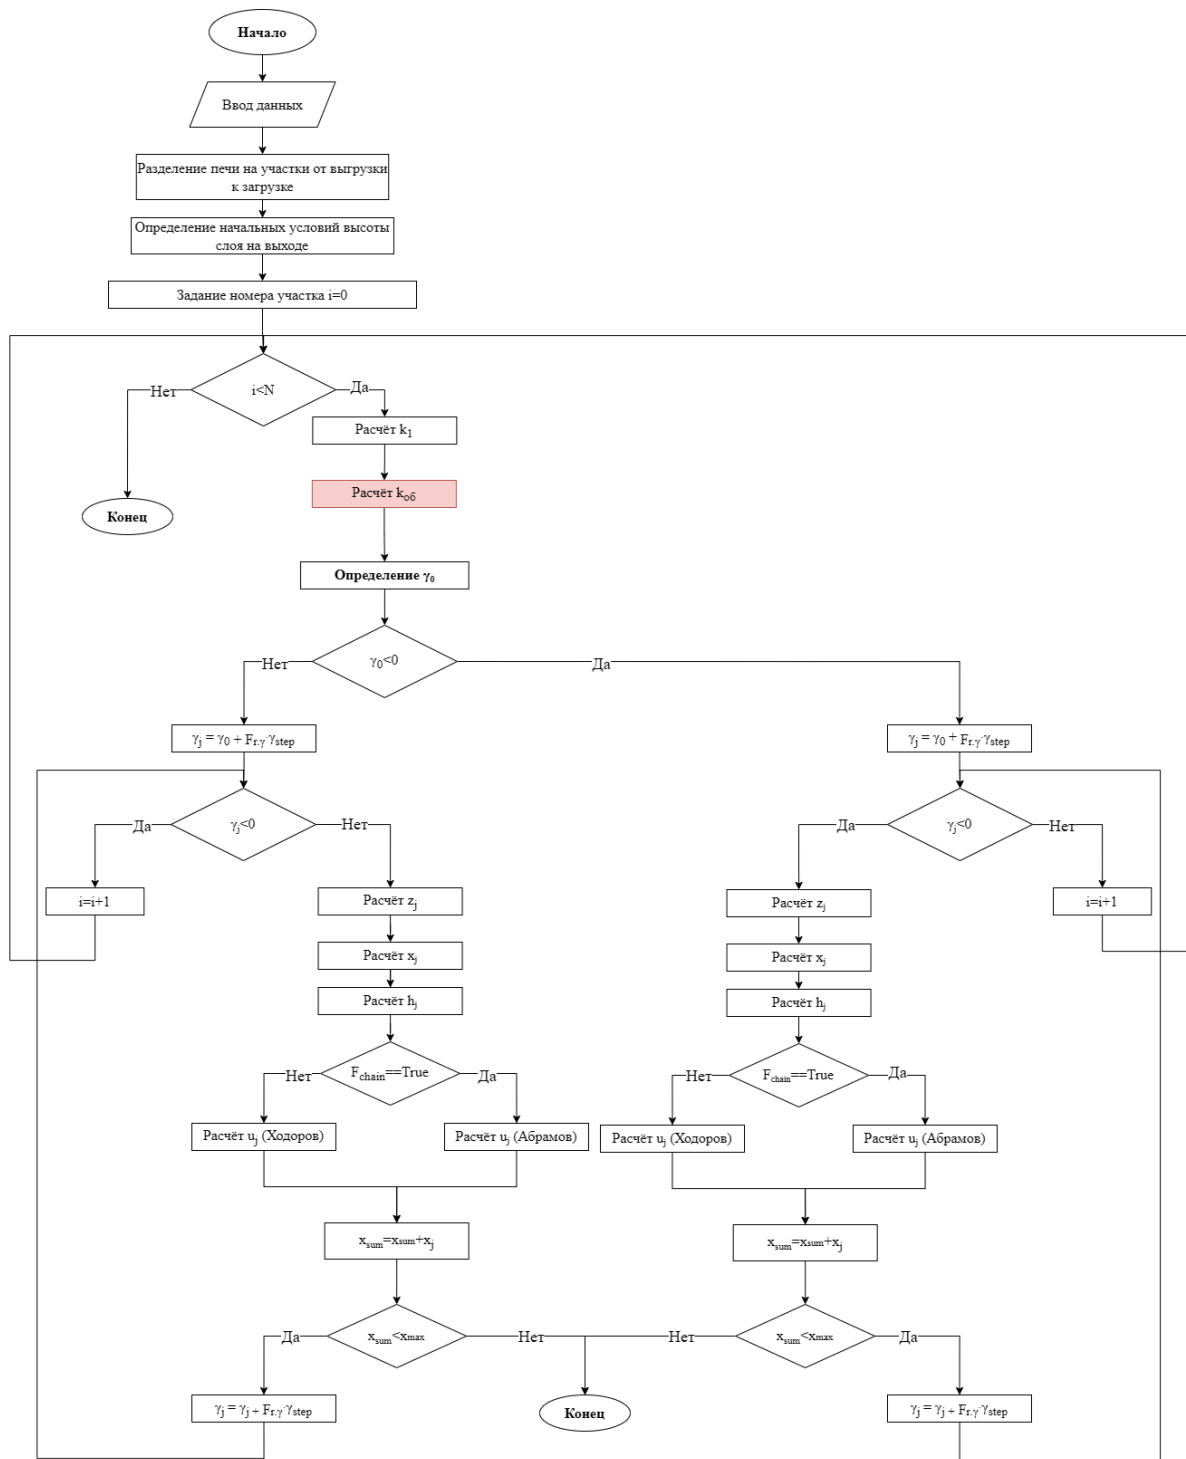 Начало
Ввод данных
Разделение печи на участки от выгрузки
к загрузке
Определение начальных условий высоты
слоя на выходе
Задание номера участка i=0
i<N
Нет
Да
Расчёт k₁
Расчёт kоб
Конец
Определение γ₀
γ₀<0
Нет
Да
γj = γ₀ + Fr.γ·γstep
γj = γ₀ + Fr.γ·γstep
γj<0
Да
Нет
γj<0
Да
Нет
i=i+1
Расчёт zj
Расчёт zj
i=i+1
Расчёт xj
Расчёт xj
Расчёт hj
Расчёт hj
Fchain==True
Нет
Да
Fchain==True
Нет
Да
Расчёт uj (Ходоров)
Расчёт uj (Абрамов)
Расчёт uj (Ходоров)
Расчёт uj (Абрамов)
xsum=xsum+xj
xsum=xsum+xj
Да
xsum<xmax
Нет
Нет
xsum<xmax
Да
γj = γj + Fr.γ·γstep
Конец
γj = γj + Fr.γ·γstep